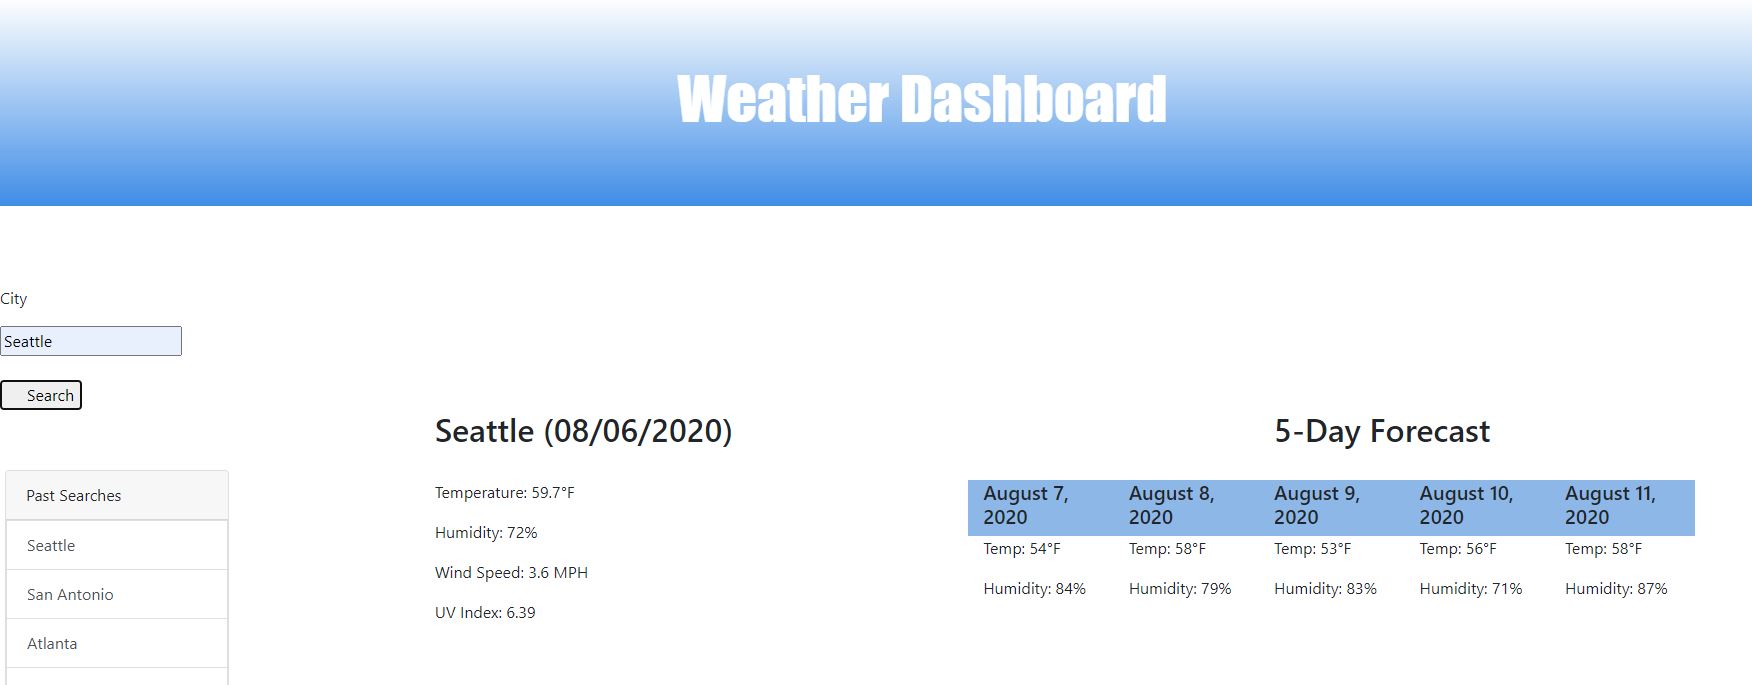 Weather Dashboard
City
Seattle
Search
Past Searches
Seattle
San Antonio
Atlanta
Seattle (08/06/2020)
Temperature: 59.7°F
Humidity: 72%
Wind Speed: 3.6 MPH
UV Index: 6.39
5-Day Forecast
August 7,
2020
Temp: 54°F
Humidity: 84%
August 8,
2020
Temp: 58°F
Humidity: 79%
August 9,
2020
Temp: 53°F
Humidity: 83%
August 10,
2020
Temp: 56°F
Humidity: 71%
August 11,
2020
Temp: 58°F
Humidity: 87%